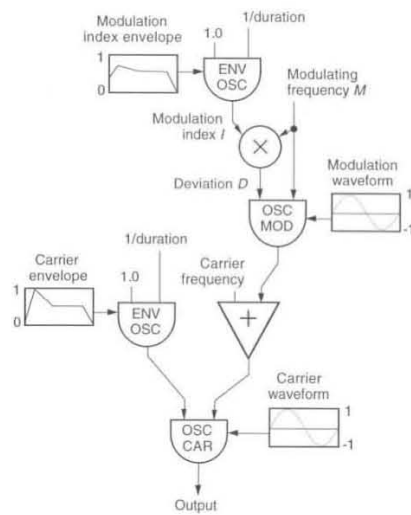 Modulation
index envelope
1
0
1.0
1/duration
ENV
OSC
Modulating
frequency M
Modulation
index I
×
Deviation D
OSC
MOD
Modulation
waveform
1
-1
Carrier
envelope
1
0
1.0
1/duration
ENV
OSC
Carrier
frequency
+
OSC
CAR
Carrier
waveform
1
-1
Output